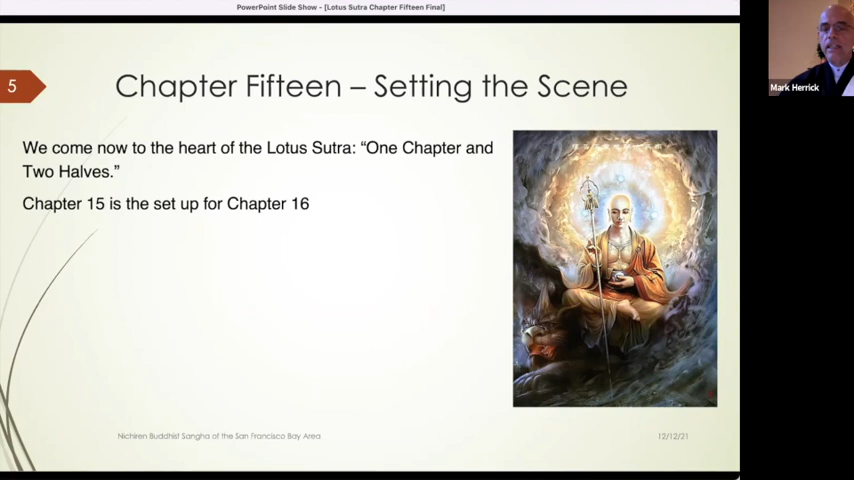 PowerPoint Slide Show - [Lotus Sutra Chapter Fifteen Final]
5
Chapter Fifteen – Setting the Scene
We come now to the heart of the Lotus Sutra: “One Chapter and
Two Halves.”
Chapter 15 is the set up for Chapter 16
Nichiren Buddhist Sangha of the San Francisco Bay Area
12/12/21
Mark Herrick